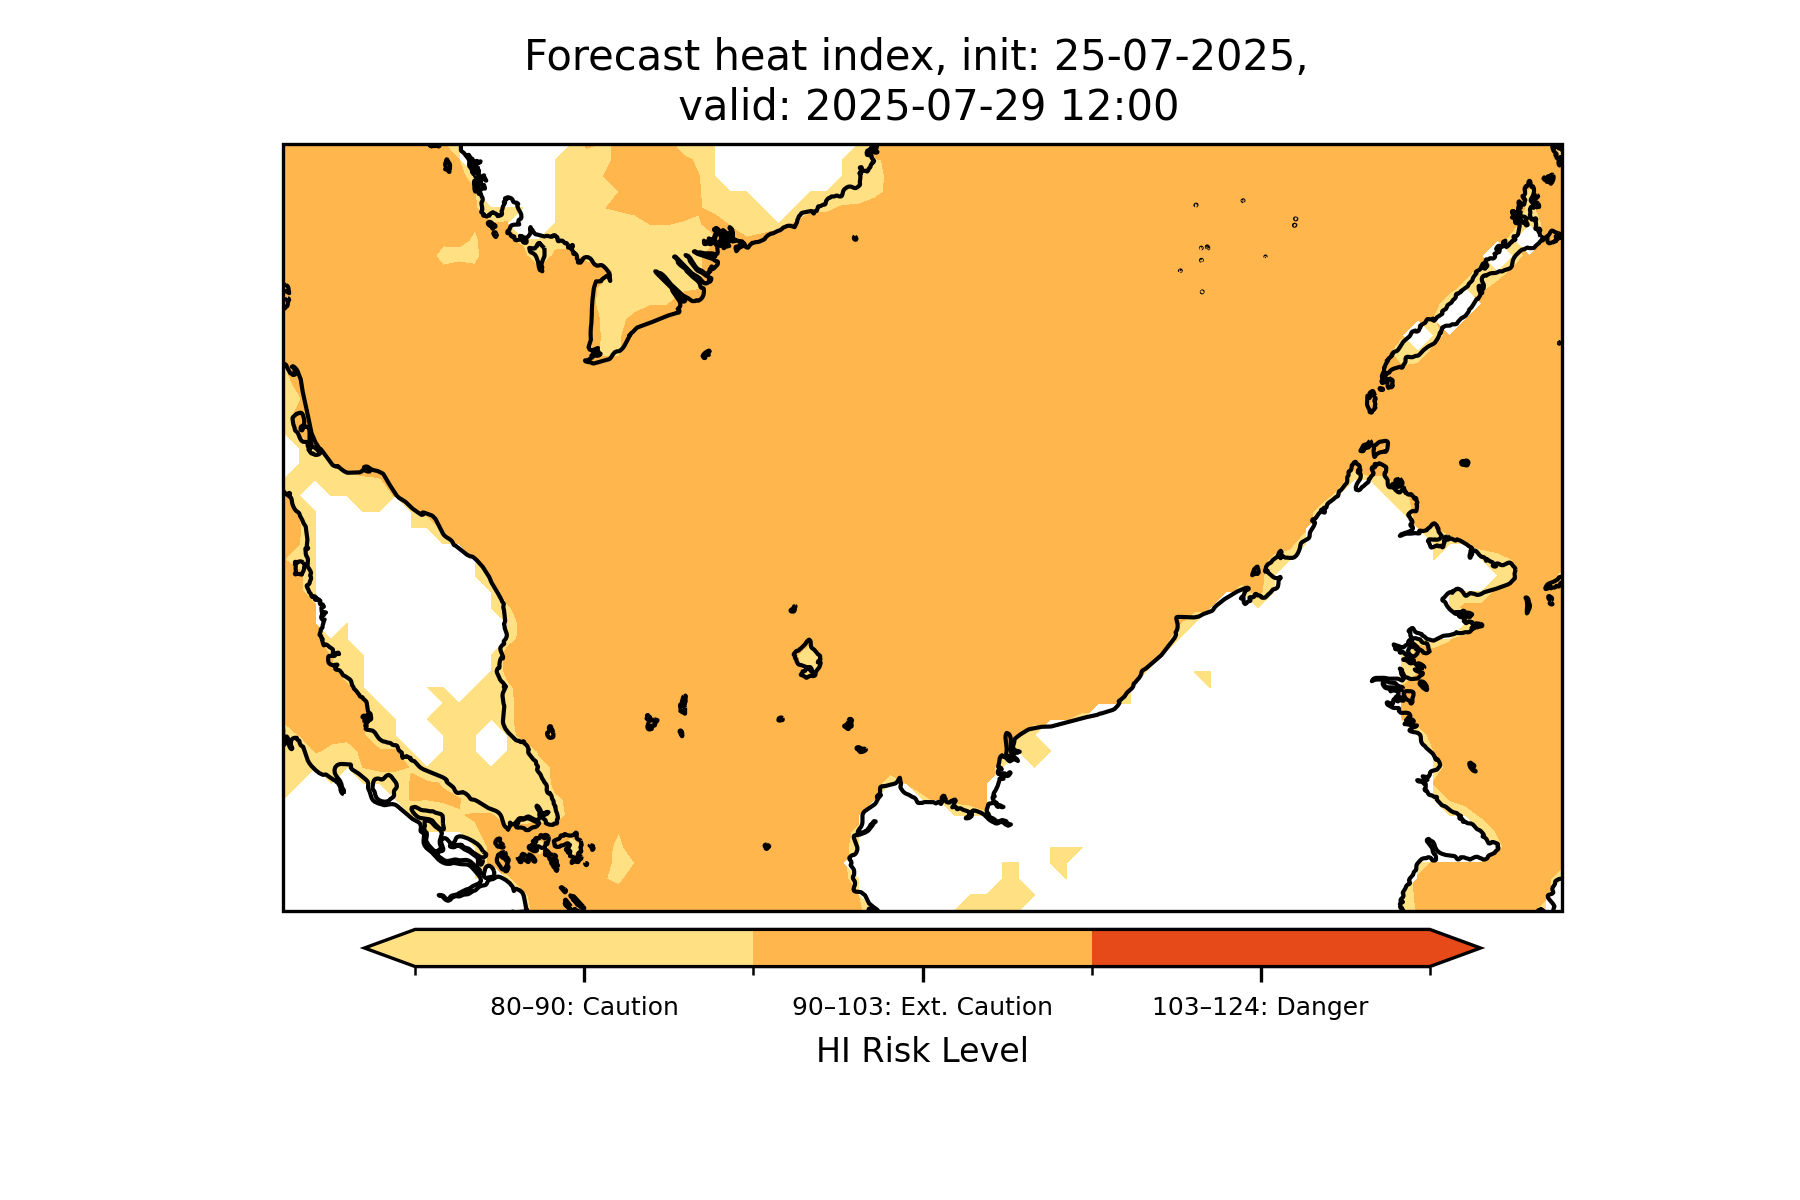 Forecast heat index, init: 25-07-2025,
valid: 2025-07-29 12:00
80–90: Caution
90–103: Ext. Caution
103–124: Danger
HI Risk Level